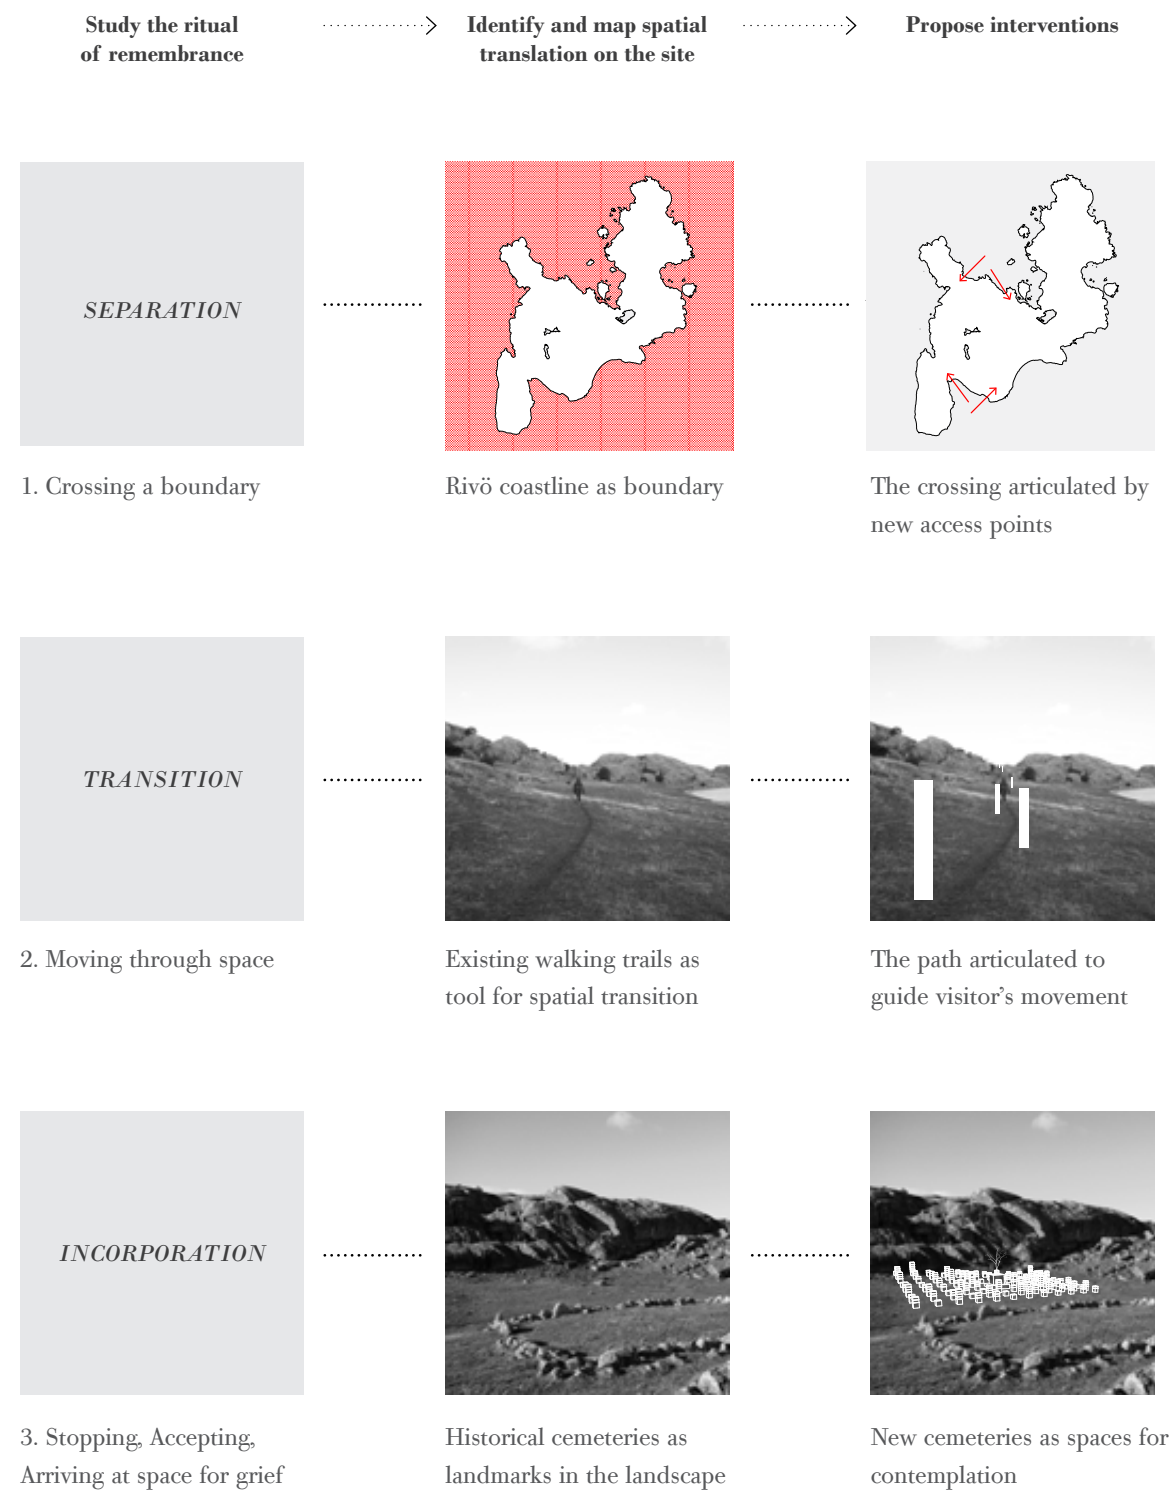 Study the ritual
of remembrance
Identify and map spatial
translation on the site
Propose interventions
SEPARATION
1. Crossing a boundary
Rivö coastline as boundary
The crossing articulated by
new access points
TRANSITION
2. Moving through space
Existing walking trails as
tool for spatial transition
The path articulated to
guide visitor’s movement
INCORPORATION
3. Stopping, Accepting,
Arriving at space for grief
Historical cemeteries as
landmarks in the landscape
New cemeteries as spaces for
contemplation